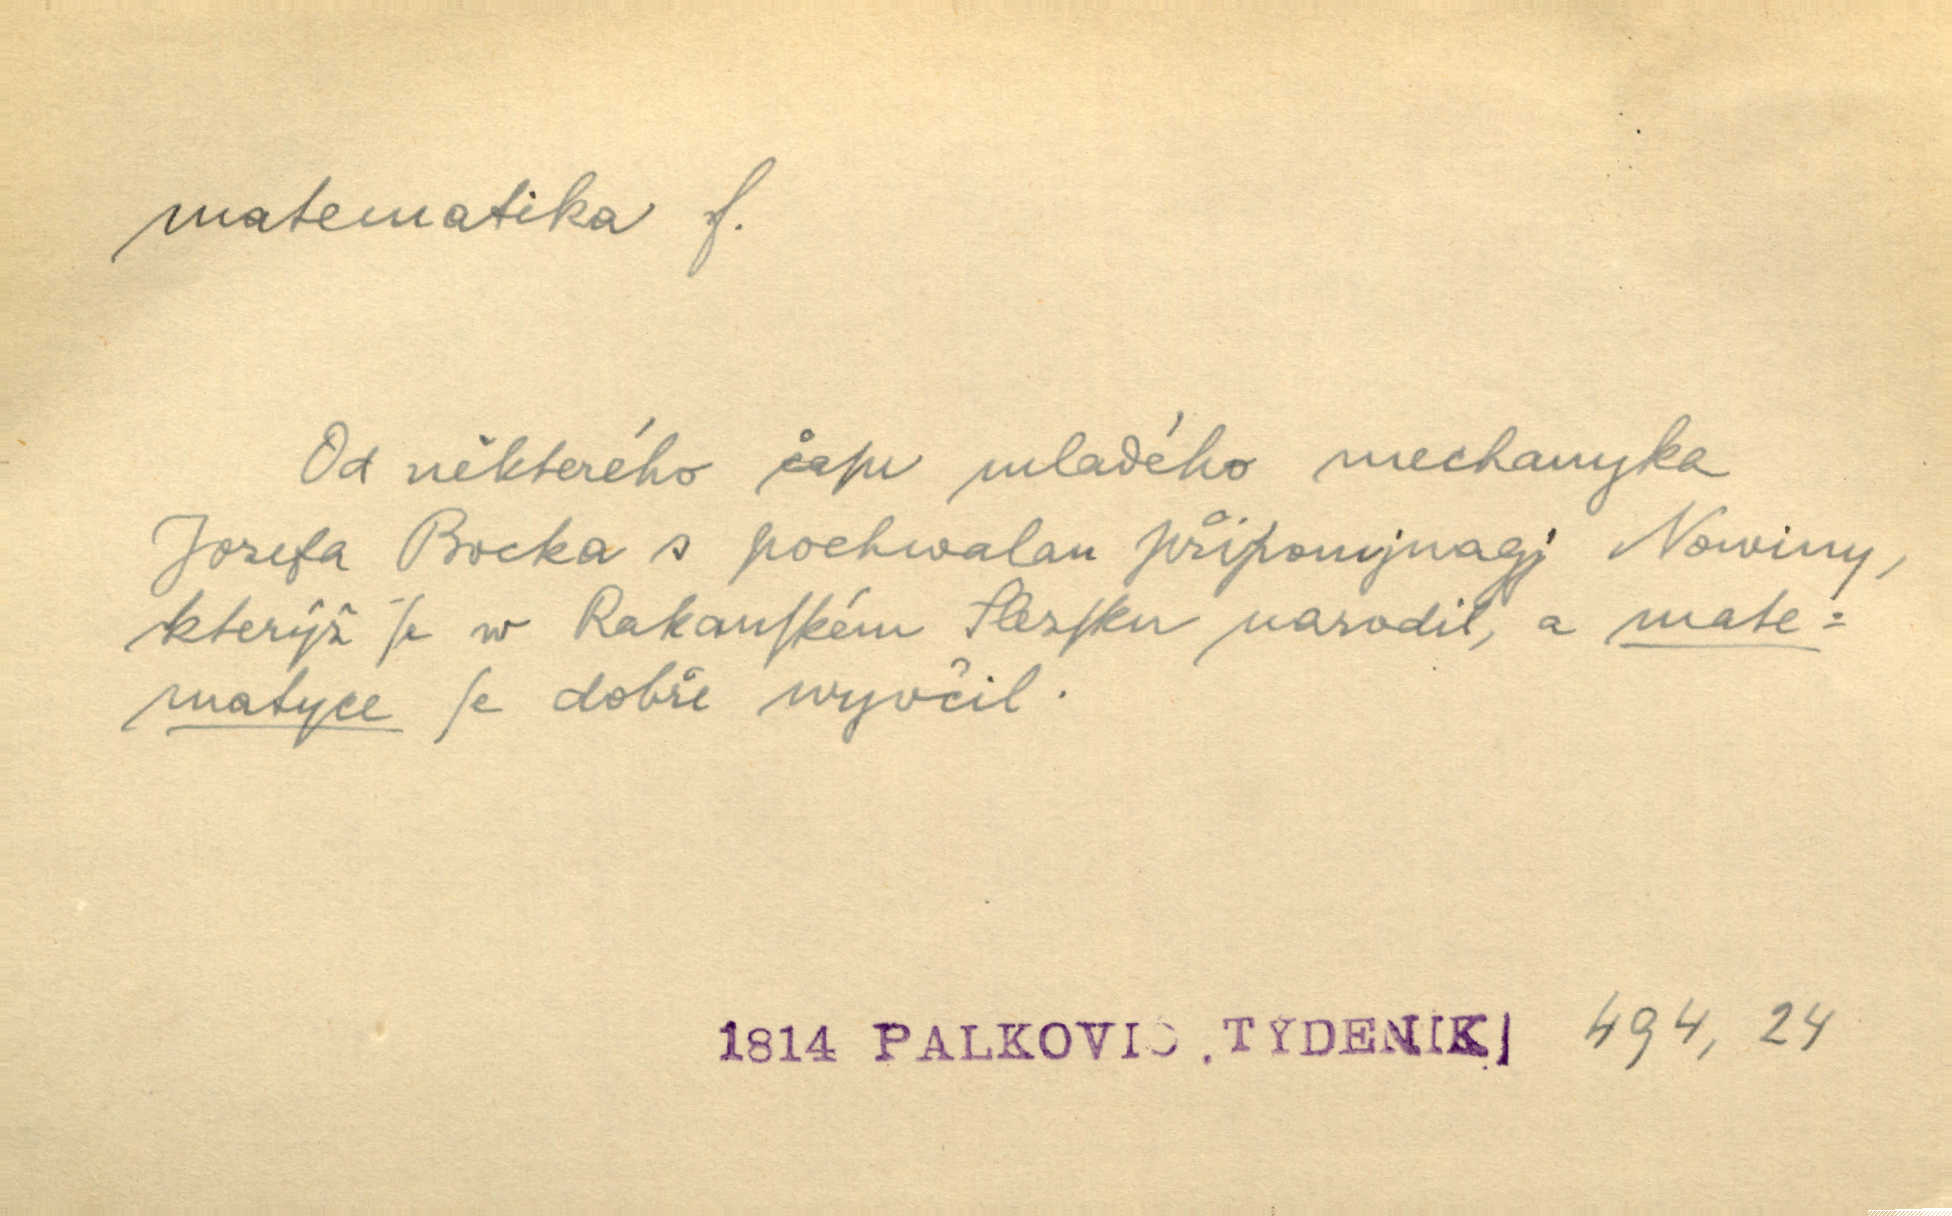 matematika f.
Od některého čaſu mladého mechanyka
Jozefa Bocka s pochwalau připomjnagj Nowiny,
kterýž ſe w Rakauſkém Slezſku narodil, a mate=
matyce ſe dobře wyučil.
1814 PALKOVIC TYDENIK 494, 24